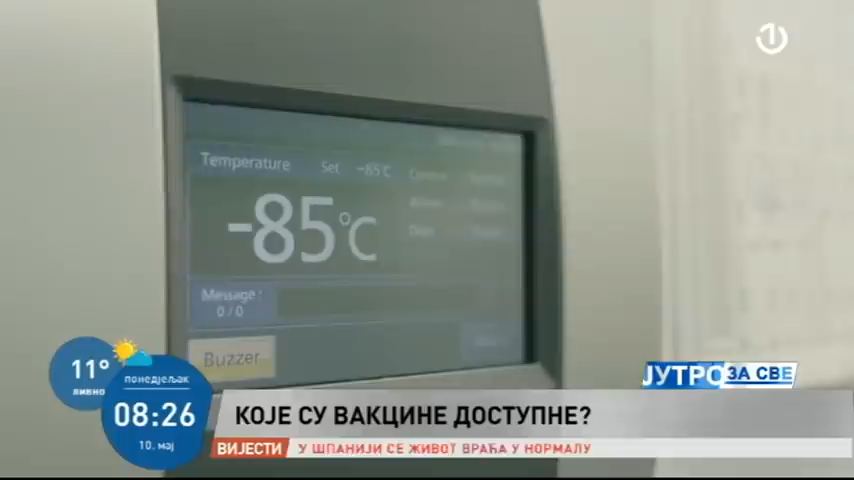 Temperature Set -85°C
-85°C
Message :
0 / 0
Buzzer
11°
ЛИВНО
ПОНЕДЈЕЉАК
08:26
10. мај
ЈУТРО ЗА СВЕ
КОЈЕ СУ ВАКЦИНЕ ДОСТУПНЕ?
ВИЈЕСТИ У ШПАНИЈИ СЕ ЖИВОТ ВРАЋА У НОРМАЛУ